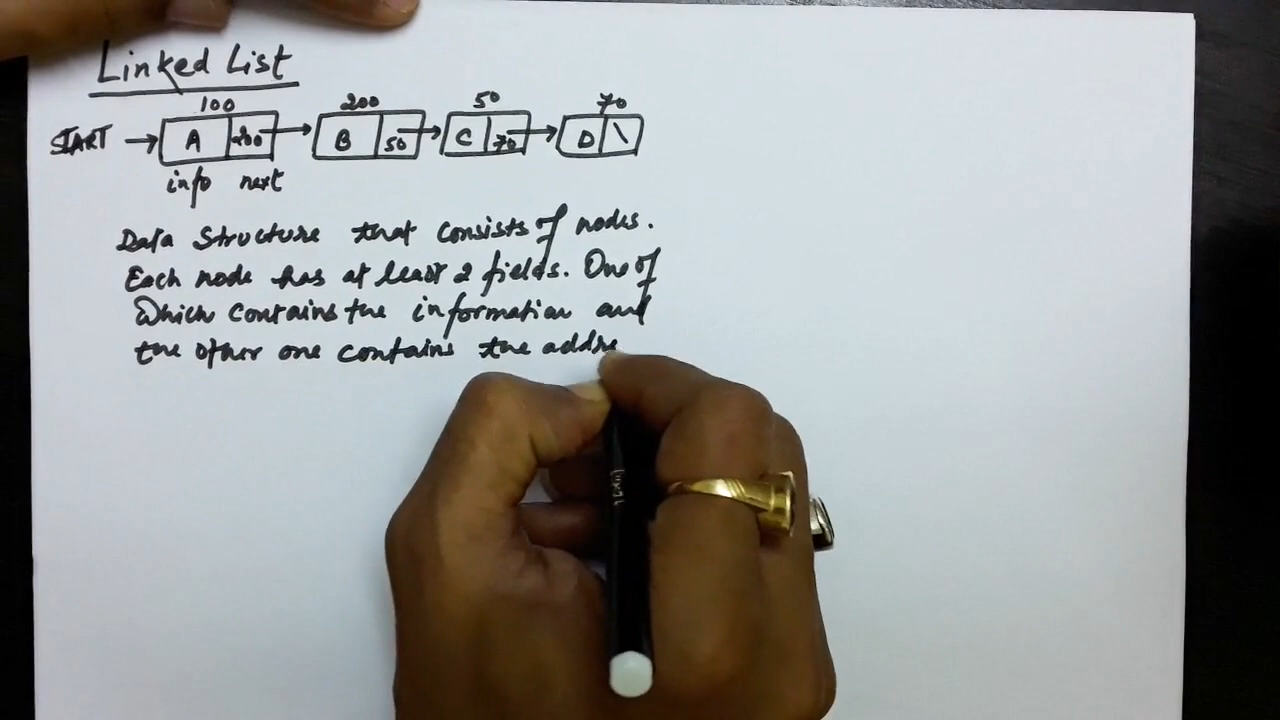 Linked List
100 200 50 70
START → A 200 → B 50 → C 70 → D \
info next
Data Structure that consists of nodes.
Each node has at least 2 fields. One of
Which contains the information and
the other one contains the addre